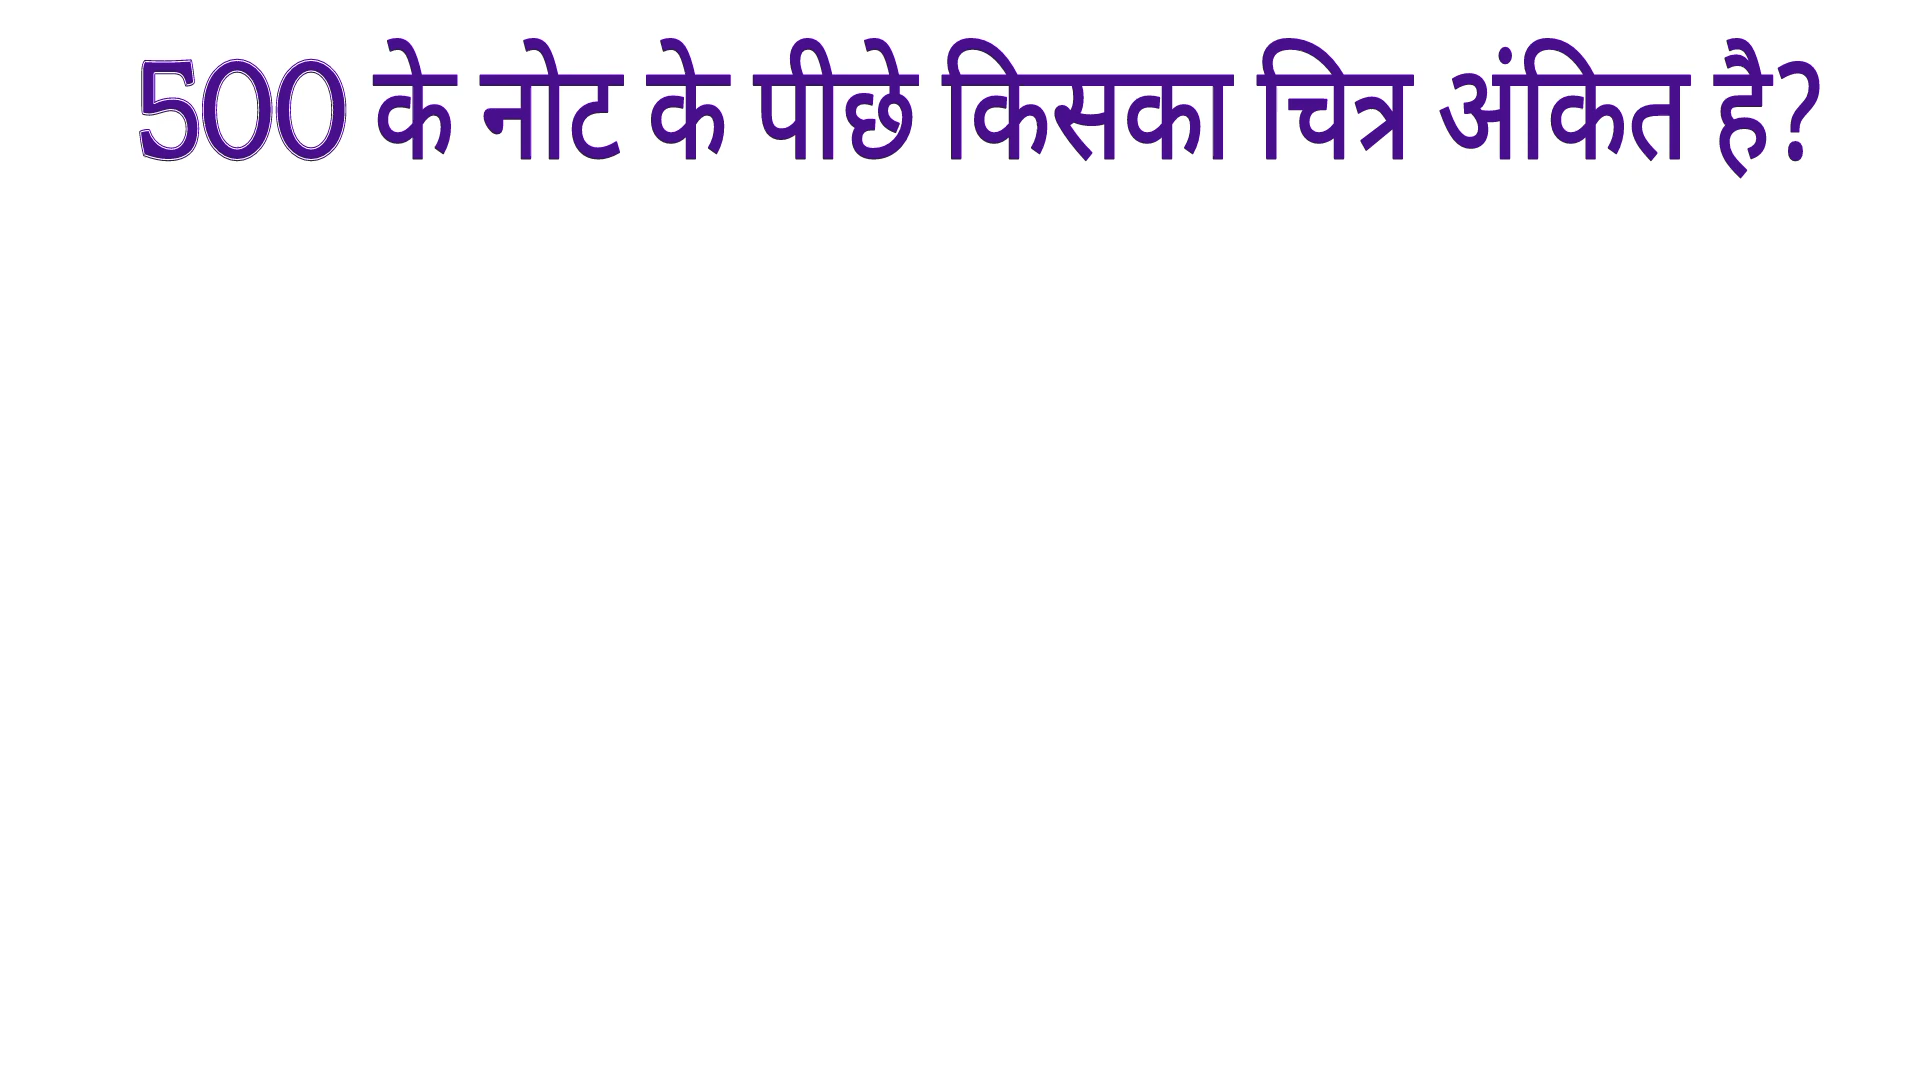 500 के नोट के पीछे किसका चित्र अंकित है?